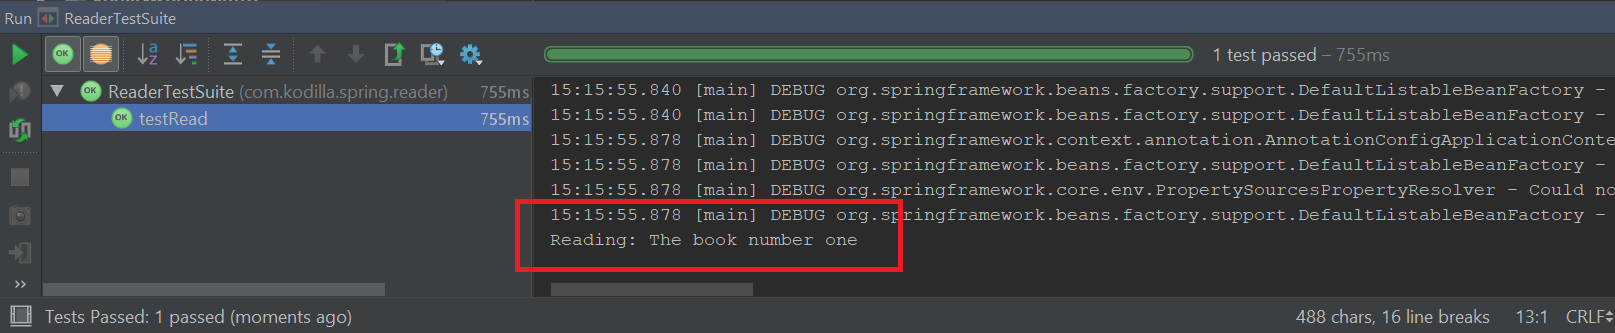 Run ReaderTestSuite
1 test passed – 755ms
ReaderTestSuite (com.kodilla.spring.reader) 755ms
testRead 755ms
15:15:55.840 [main] DEBUG org.springframework.beans.factory.support.DefaultListableBeanFactory –
15:15:55.840 [main] DEBUG org.springframework.beans.factory.support.DefaultListableBeanFactory –
15:15:55.878 [main] DEBUG org.springframework.context.annotation.AnnotationConfigApplicationConte
15:15:55.878 [main] DEBUG org.springframework.beans.factory.support.DefaultListableBeanFactory –
15:15:55.878 [main] DEBUG org.springframework.core.env.PropertySourcesPropertyResolver – Could no
15:15:55.878 [main] DEBUG org.springframework.beans.factory.support.DefaultListableBeanFactory –
Reading: The book number one
Tests Passed: 1 passed (moments ago) 488 chars, 16 line breaks 13:1 CRLF